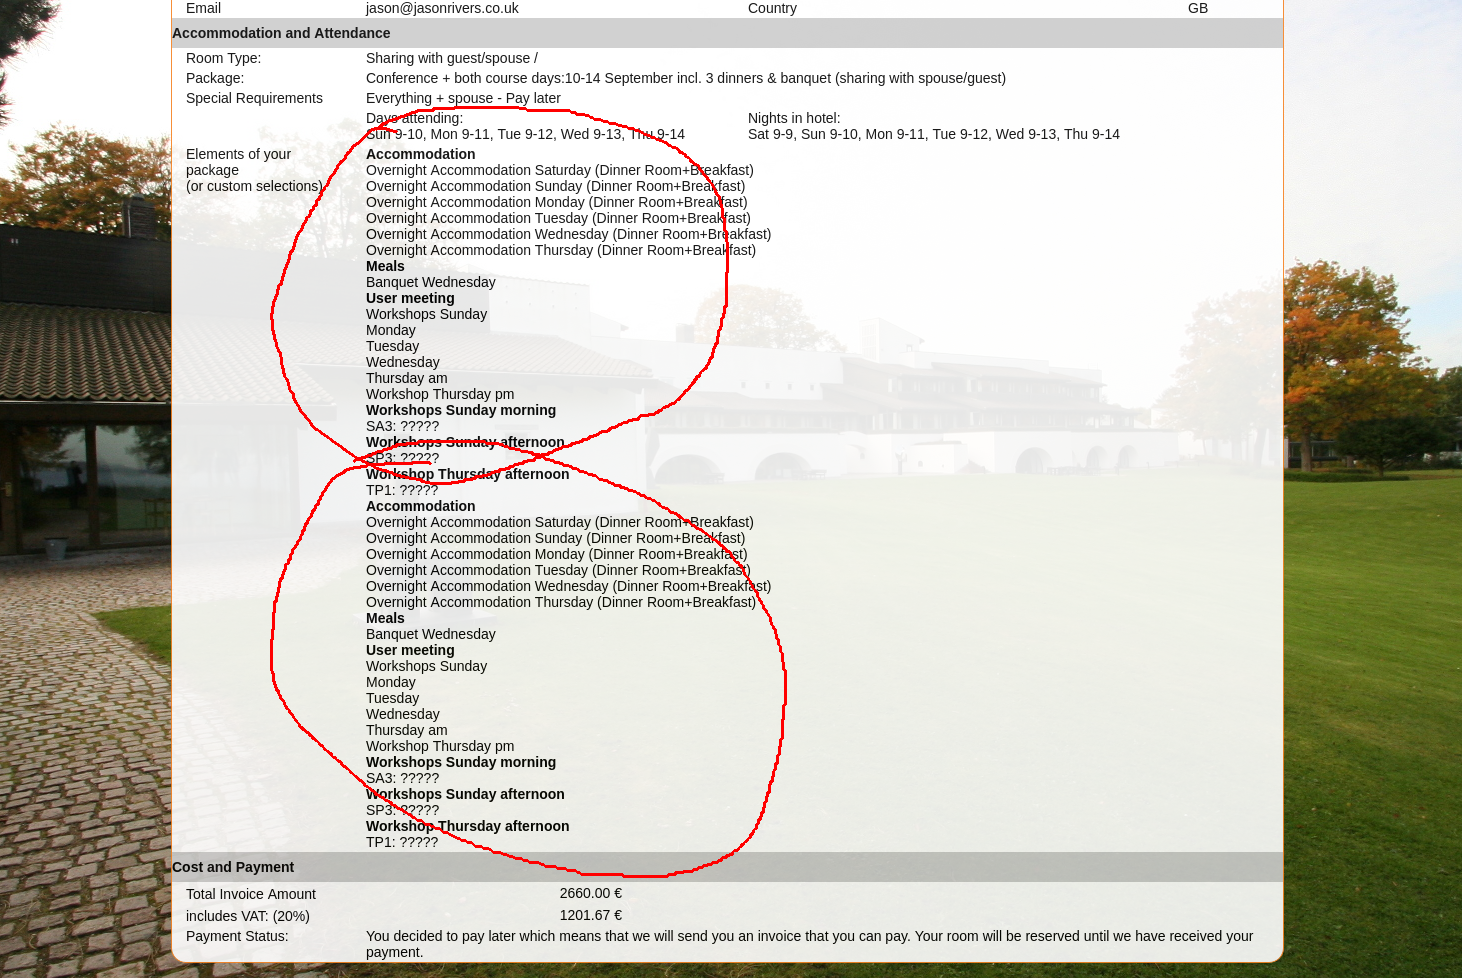 Email jason@jasonrivers.co.uk Country GB
Accommodation and Attendance
Room Type: Sharing with guest/spouse /
Package: Conference + both course days:10-14 September incl. 3 dinners & banquet (sharing with spouse/guest)
Special Requirements Everything + spouse - Pay later
Days attending: Nights in hotel:
Sun 9-10, Mon 9-11, Tue 9-12, Wed 9-13, Thu 9-14 Sat 9-9, Sun 9-10, Mon 9-11, Tue 9-12, Wed 9-13, Thu 9-14
Elements of your Accommodation
package Overnight Accommodation Saturday (Dinner Room+Breakfast)
(or custom selections) Overnight Accommodation Sunday (Dinner Room+Breakfast)
Overnight Accommodation Monday (Dinner Room+Breakfast)
Overnight Accommodation Tuesday (Dinner Room+Breakfast)
Overnight Accommodation Wednesday (Dinner Room+Breakfast)
Overnight Accommodation Thursday (Dinner Room+Breakfast)
Meals
Banquet Wednesday
User meeting
Workshops Sunday
Monday
Tuesday
Wednesday
Thursday am
Workshop Thursday pm
Workshops Sunday morning
SA3: ?????
Workshops Sunday afternoon
SP3: ?????
Workshop Thursday afternoon
TP1: ?????
Accommodation
Overnight Accommodation Saturday (Dinner Room+Breakfast)
Overnight Accommodation Sunday (Dinner Room+Breakfast)
Overnight Accommodation Monday (Dinner Room+Breakfast)
Overnight Accommodation Tuesday (Dinner Room+Breakfast)
Overnight Accommodation Wednesday (Dinner Room+Breakfast)
Overnight Accommodation Thursday (Dinner Room+Breakfast)
Meals
Banquet Wednesday
User meeting
Workshops Sunday
Monday
Tuesday
Wednesday
Thursday am
Workshop Thursday pm
Workshops Sunday morning
SA3: ?????
Workshops Sunday afternoon
SP3: ?????
Workshop Thursday afternoon
TP1: ?????
Cost and Payment
Total Invoice Amount 2660.00 €
includes VAT: (20%) 1201.67 €
Payment Status: You decided to pay later which means that we will send you an invoice that you can pay. Your room will be reserved until we have received your
payment.